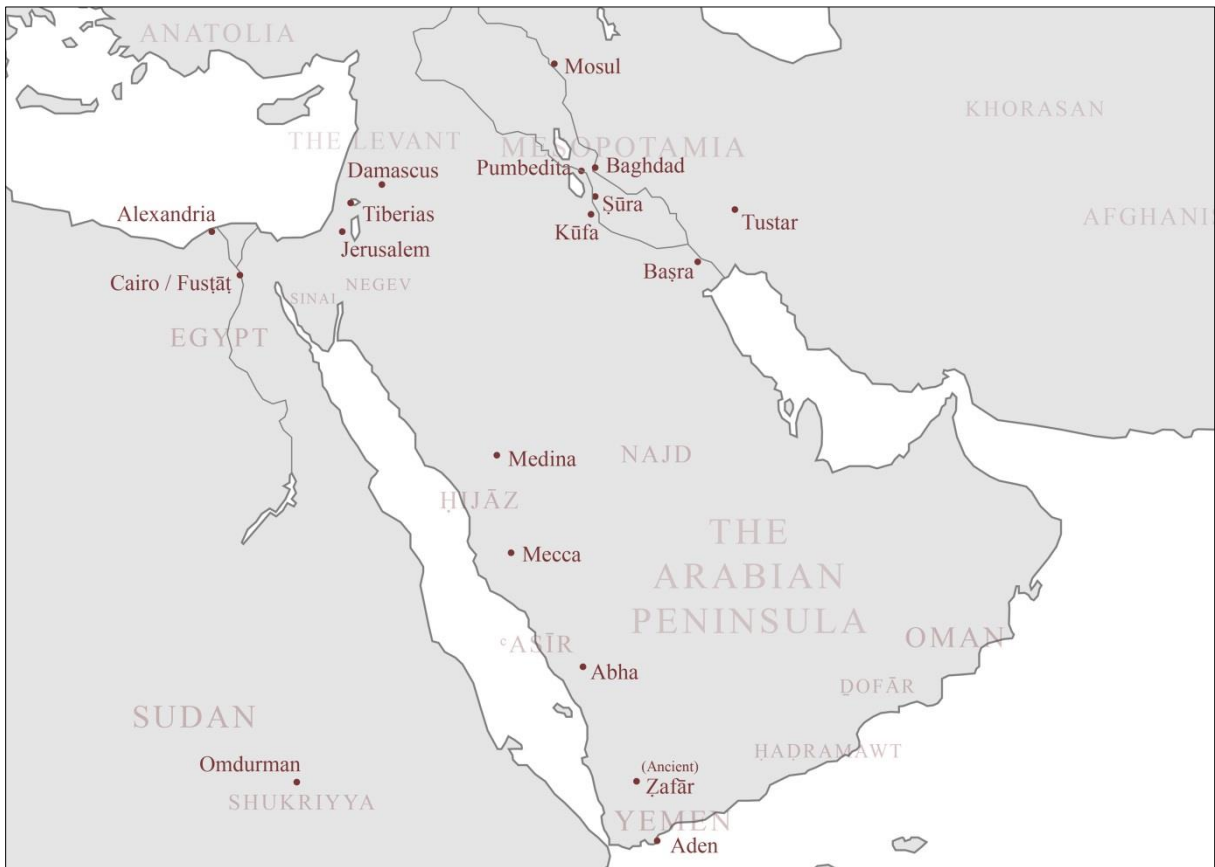 ANATOLIA
Mosul
KHORASAN
THE LEVANT
MESOPOTAMIA
Pumbedita
Baghdad
Damascus
Ṣūra
Tiberias
Tustar
Alexandria
Kūfa
AFGHANIS
Jerusalem
Baṣra
Cairo / Fusṭāṭ
NEGEV
SINAI
EGYPT
Medina
NAJD
ḤIJĀZ
THE
ARABIAN
PENINSULA
Mecca
OMAN
ᶜASĪR
Abha
ḎOFĀR
SUDAN
ḤAḌRAMAWT
Omdurman
(Ancient)
Ẓafār
SHUKRIYYA
YEMEN
Aden